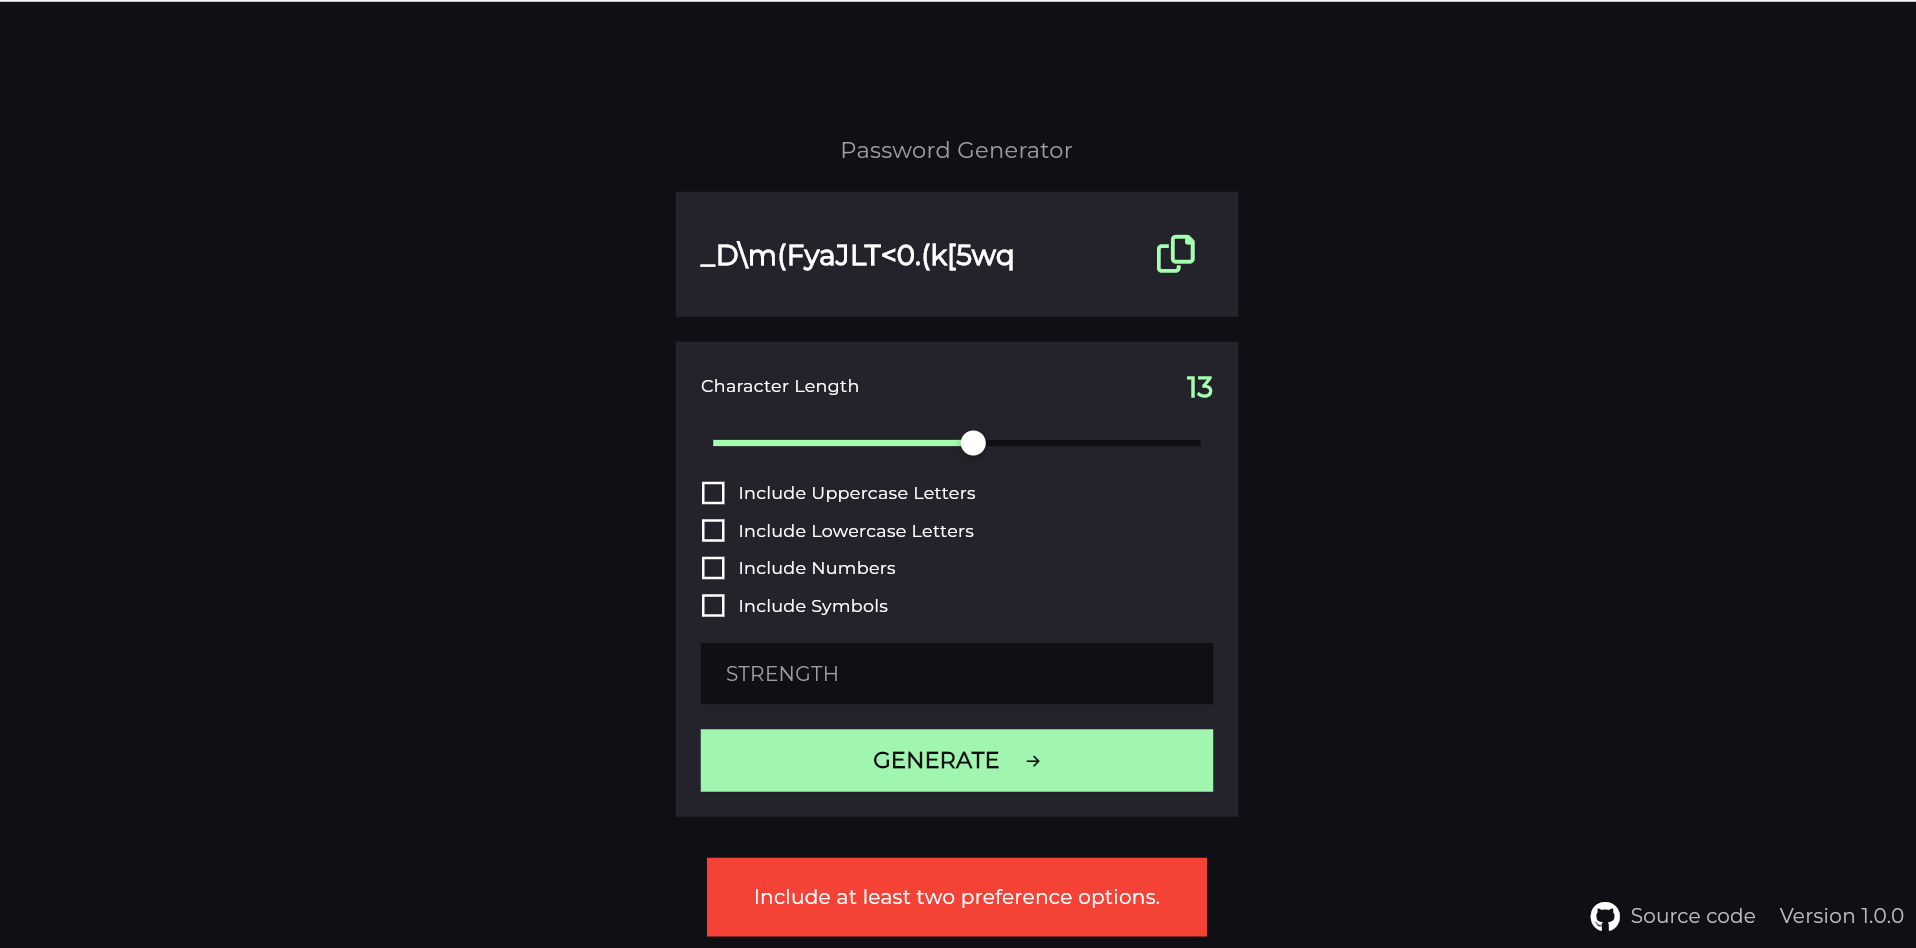 Password Generator
_D\m(FyaJLT<0.(k[5wq
Character Length
13
Include Uppercase Letters
Include Lowercase Letters
Include Numbers
Include Symbols
STRENGTH
GENERATE →
Include at least two preference options.
Source code Version 1.0.0